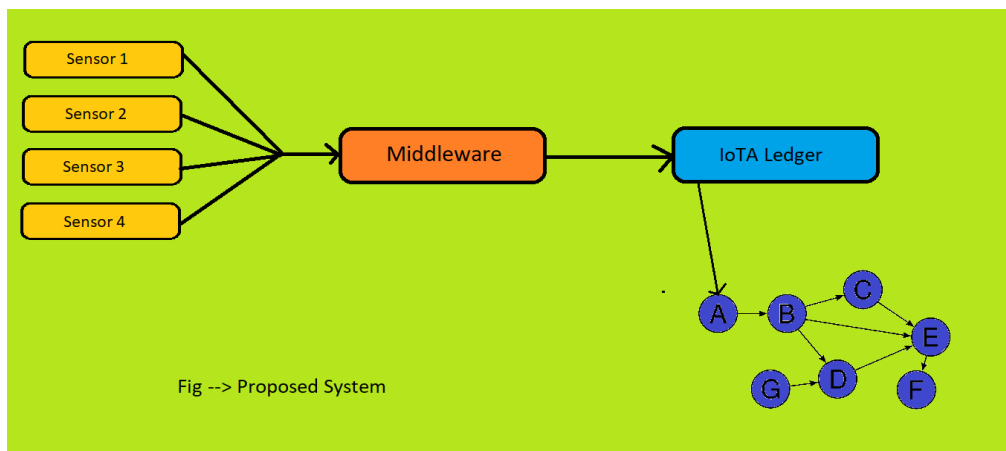 Sensor 1
Sensor 2
Sensor 3
Sensor 4
Middleware
IoTA Ledger
A
B
C
E
D
G
F
Fig --> Proposed System